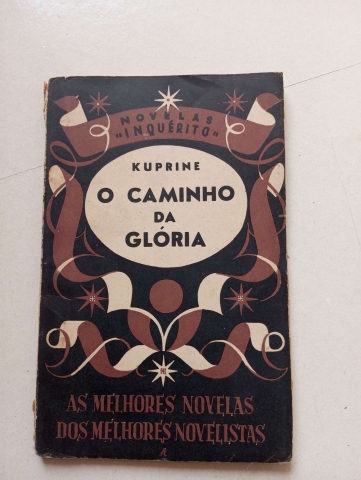 NOVELAS
"INQUÉRITO"
KUPRINE
O CAMINHO
DA
GLÓRIA
AS MELHORES NOVELAS
DOS MELHORES NOVELISTAS